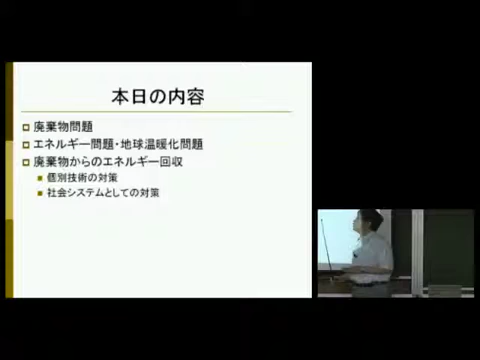 本日の内容
廃棄物問題
エネルギー問題・地球温暖化問題
廃棄物からのエネルギー回収
個別技術の対策
社会システムとしての対策